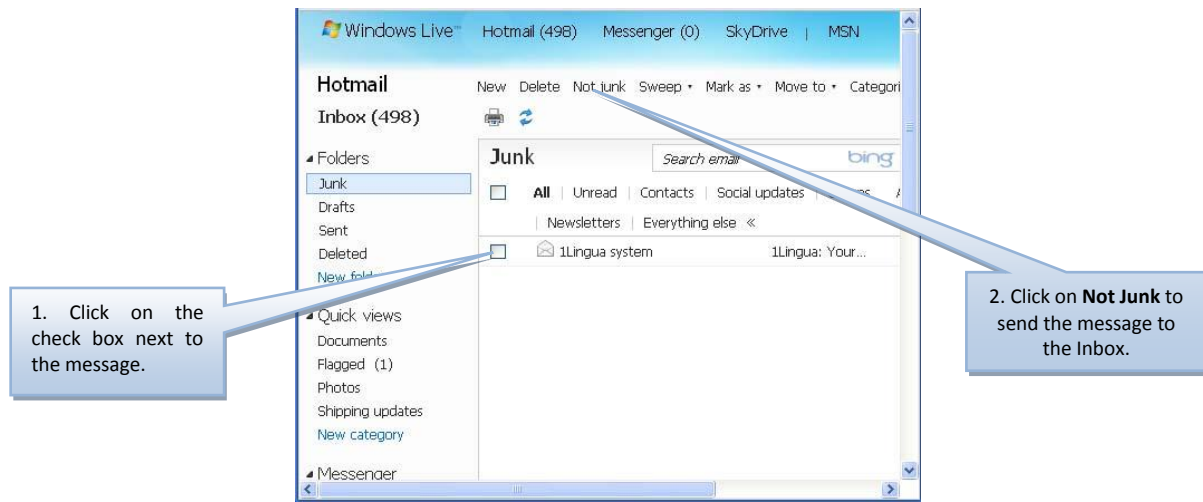 Windows Live™ Hotmail (498) Messenger (0) SkyDrive | MSN
Hotmail
New Delete Not junk Sweep Mark as Move to Categori
Inbox (498)
Folders
Junk
Drafts
Sent
Deleted
New
Quick views
Documents
Flagged (1)
Photos
Shipping updates
New category
Messenger
Junk Search email bing
All | Unread | Contacts | Social updates |
| Newsletters | Everything else «
1Lingua system 1Lingua: Your...
1. Click on the
check box next to
the message.
2. Click on Not Junk to
send the message to
the Inbox.